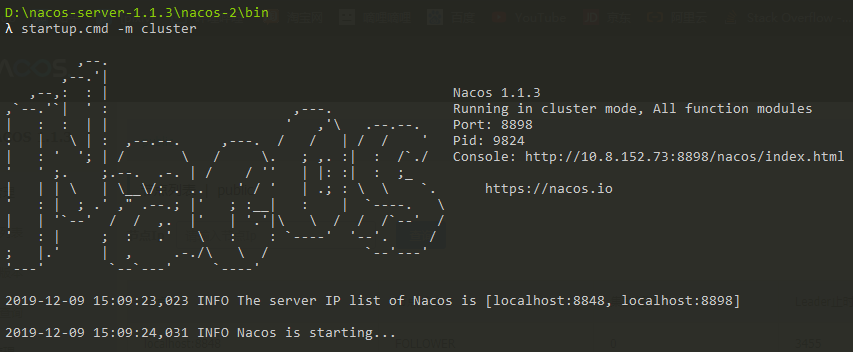 D:\nacos-server-1.1.3\nacos-2\bin
λ startup.cmd -m cluster
Nacos 1.1.3
Running in cluster mode, All function modules
Port: 8898
Pid: 9824
Console: http://10.8.152.73:8898/nacos/index.html
https://nacos.io
2019-12-09 15:09:23,023 INFO The server IP list of Nacos is [localhost:8848, localhost:8898]
2019-12-09 15:09:24,031 INFO Nacos is starting...